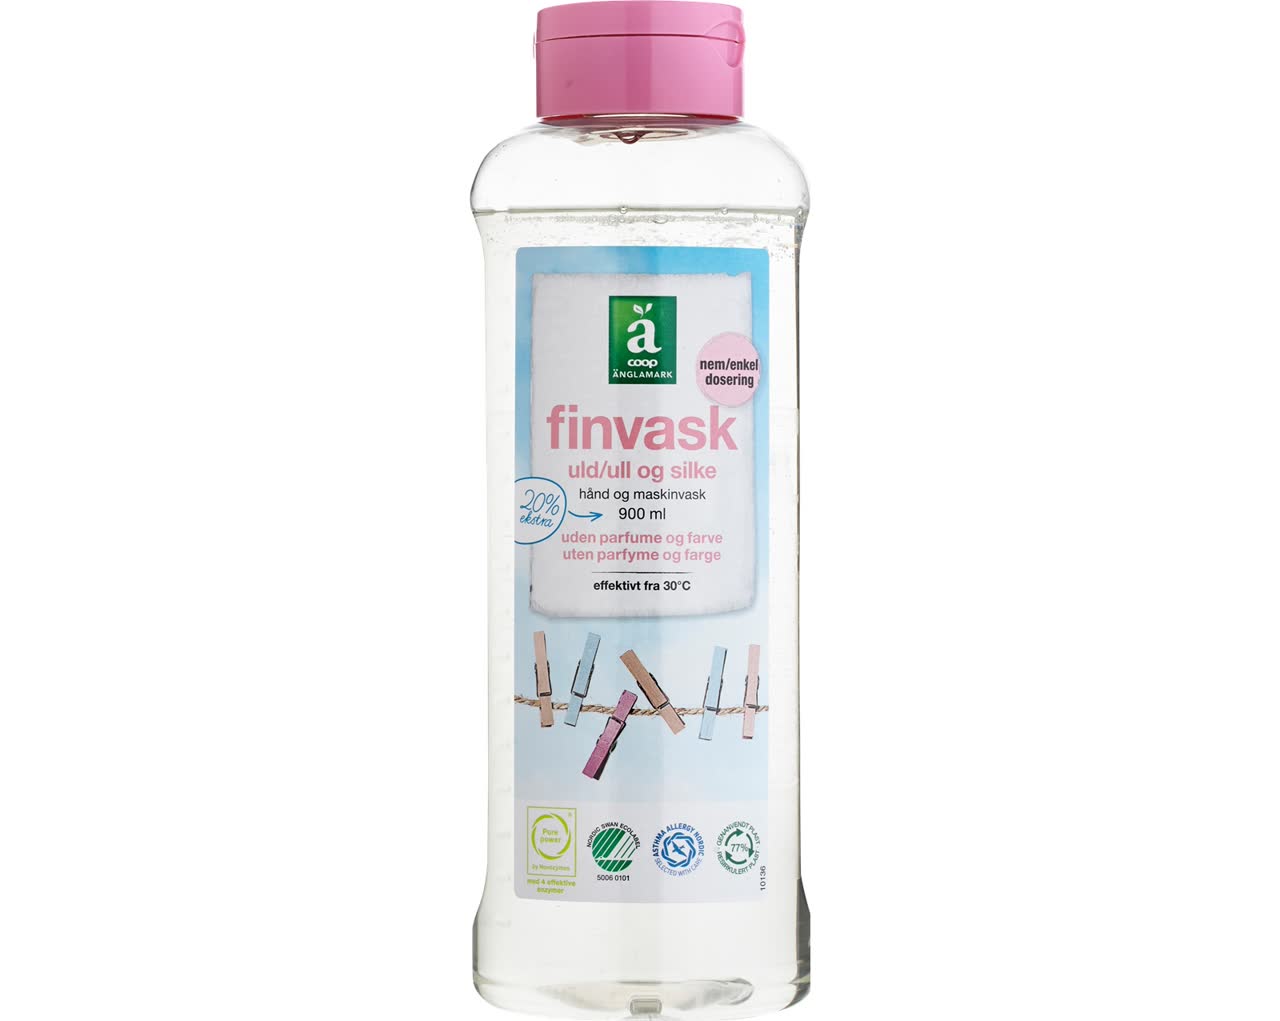 å
coop
ÄNGLAMARK
nem/enkel
dosering
finvask
uld/ull og silke
hånd og maskinvask
20%
ekstra
900 ml
uden parfume og farve
uten parfyme og farge
effektivt fra 30°C
Pure
power
by Novozymes
med 4 effektive
enzymer
NORDIC SWAN ECOLABEL
5006 0101
ASTHMA ALLERGY NORDIC
SELECTED WITH CARE
GENANVENDT PLAST
77%
RESIRKULERT PLAST
10136